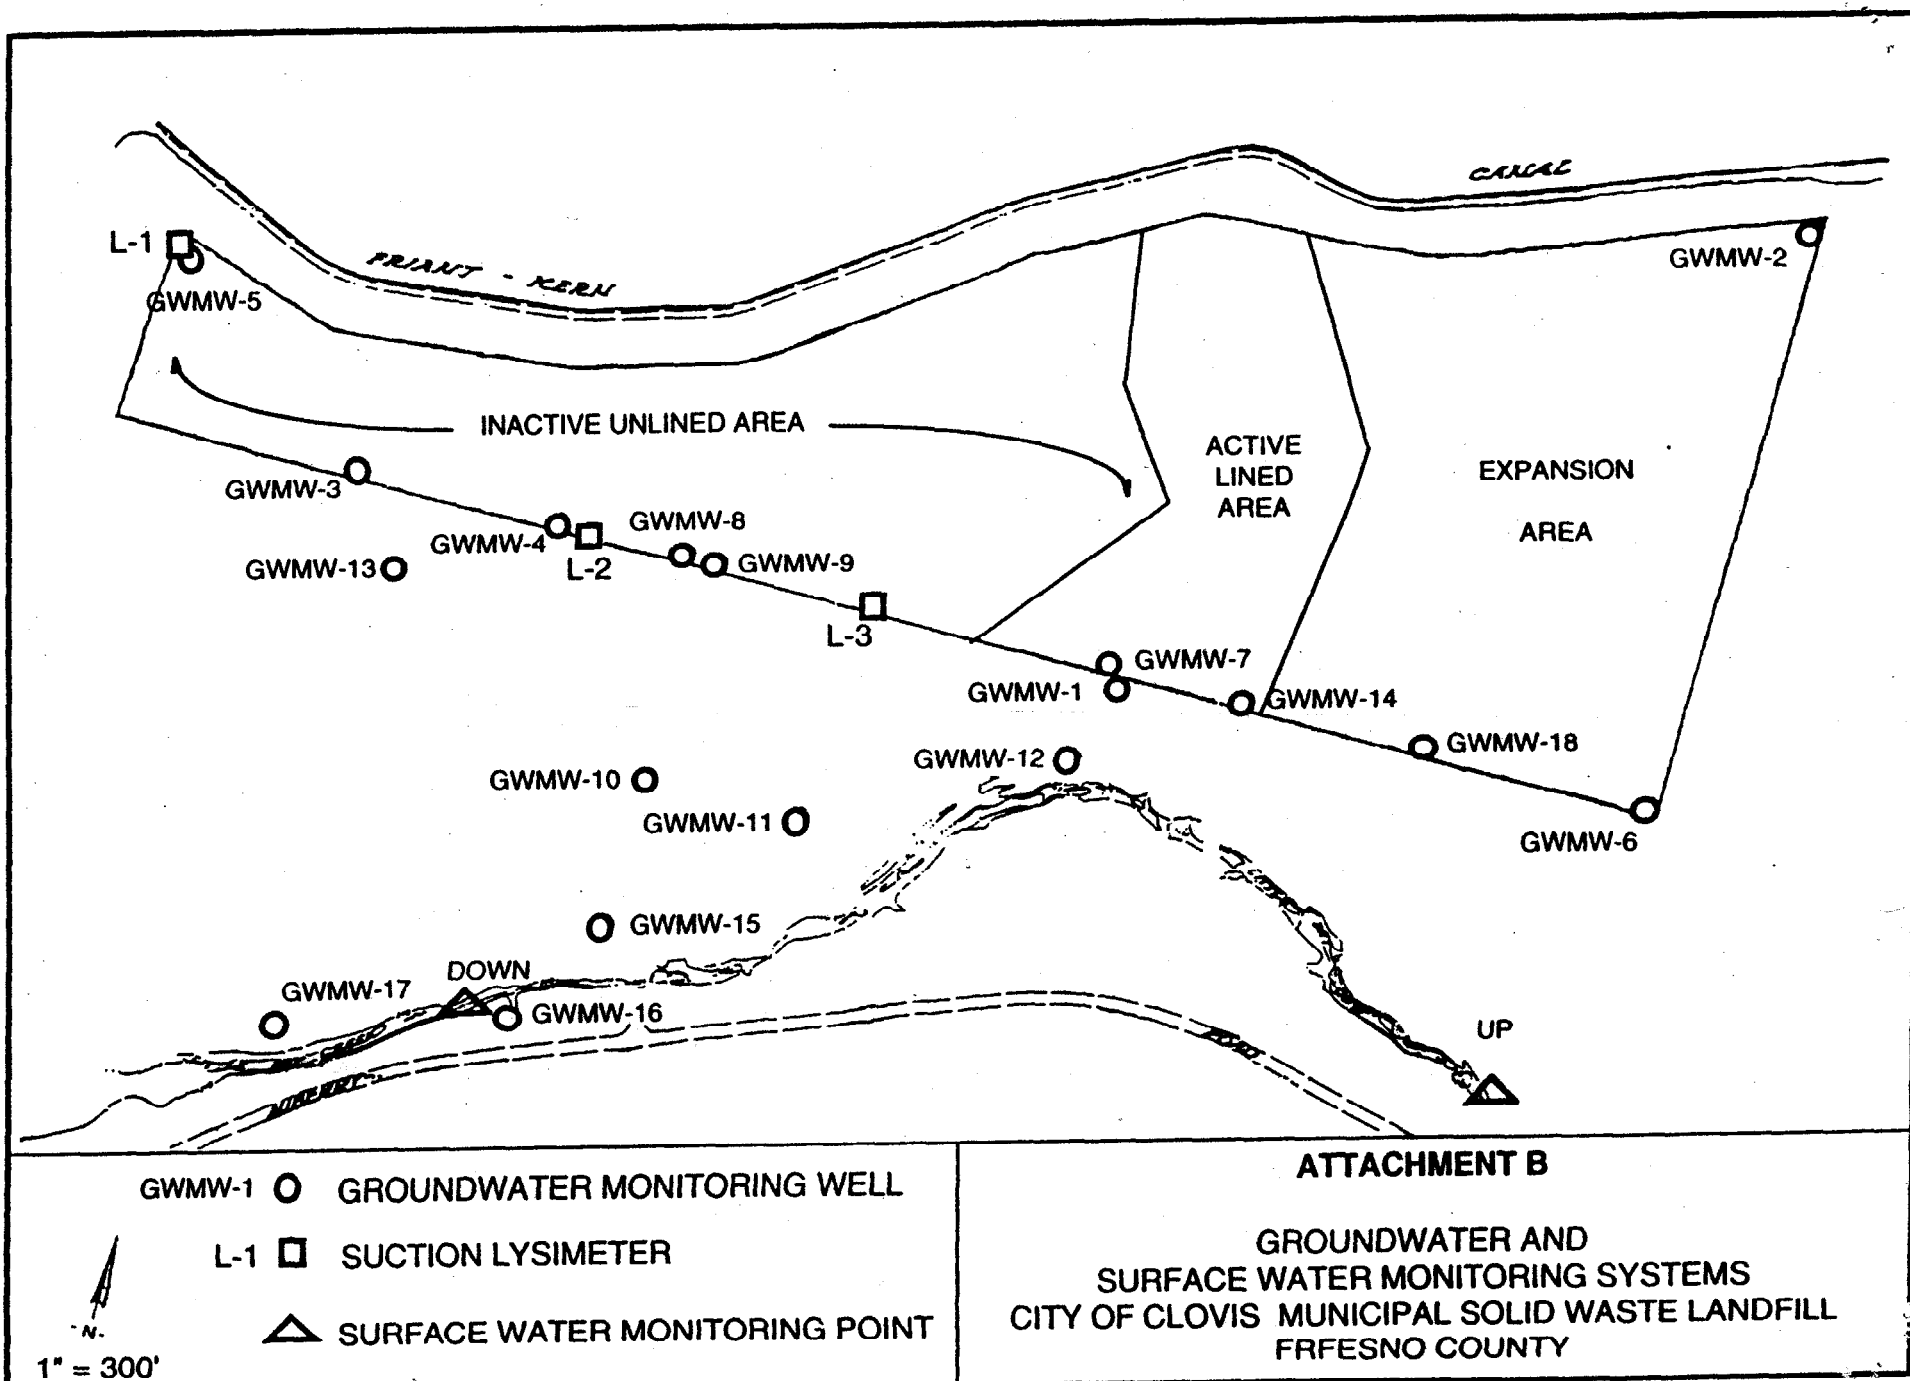 CANAL
L-1
GWMW-2
FRIANT - KERN
GWMW-5
INACTIVE UNLINED AREA
ACTIVE
LINED
AREA
EXPANSION
AREA
GWMW-3
GWMW-8
GWMW-4
GWMW-13
L-2
GWMW-9
L-3
GWMW-7
GWMW-1
GWMW-14
GWMW-18
GWMW-12
GWMW-10
GWMW-11
GWMW-6
GWMW-15
DOWN
GWMW-17
GWMW-16
UP
ROAD
GWMW-1 GROUNDWATER MONITORING WELL
L-1 SUCTION LYSIMETER
SURFACE WATER MONITORING POINT
-N-
1" = 300'
ATTACHMENT B
GROUNDWATER AND
SURFACE WATER MONITORING SYSTEMS
CITY OF CLOVIS MUNICIPAL SOLID WASTE LANDFILL
FRFESNO COUNTY